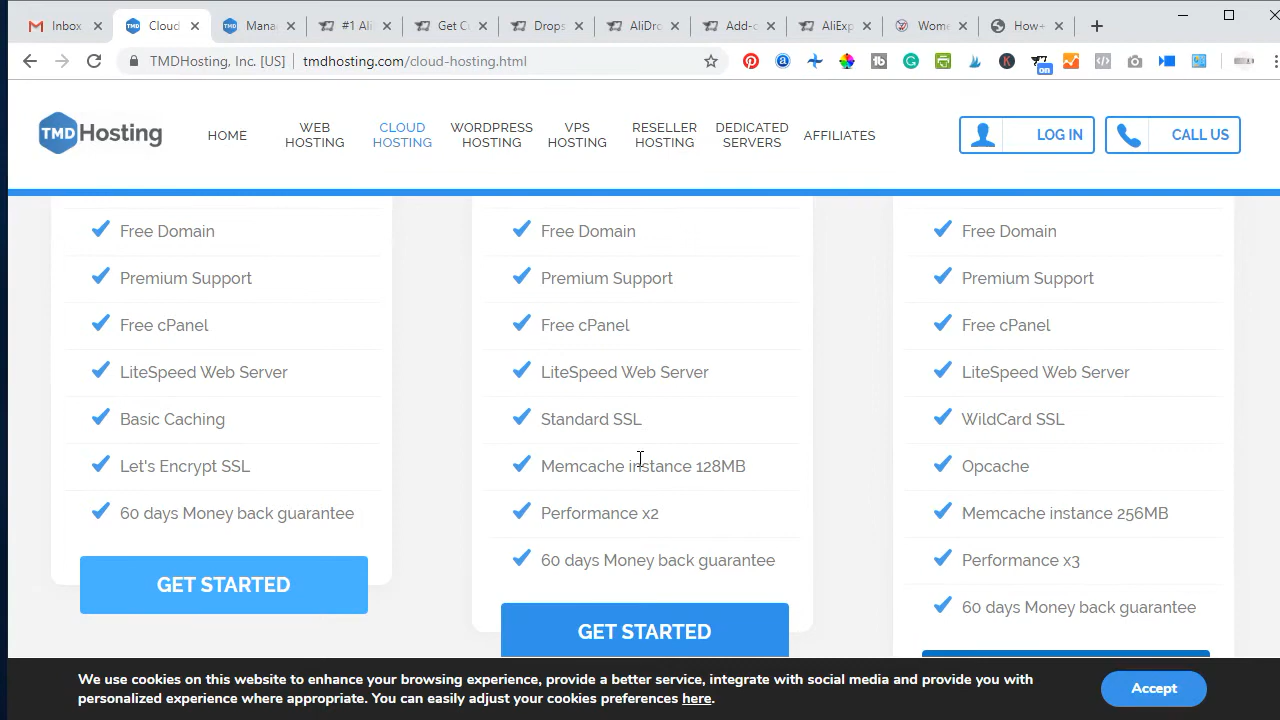 Inbox
Cloud
Mana
#1 Ali
Get C
Drops
AliDro
Add-o
AliExp
Wome
How+
TMDHosting, Inc. [US]
tmdhosting.com/cloud-hosting.html
on
TMDHosting
HOME
WEB HOSTING
CLOUD HOSTING
WORDPRESS HOSTING
VPS HOSTING
RESELLER HOSTING
DEDICATED SERVERS
AFFILIATES
LOG IN
CALL US
Free Domain
Premium Support
Free cPanel
LiteSpeed Web Server
Basic Caching
Let's Encrypt SSL
60 days Money back guarantee
GET STARTED
Free Domain
Premium Support
Free cPanel
LiteSpeed Web Server
Standard SSL
Memcache instance 128MB
Performance x2
60 days Money back guarantee
GET STARTED
Free Domain
Premium Support
Free cPanel
LiteSpeed Web Server
WildCard SSL
Opcache
Memcache instance 256MB
Performance x3
60 days Money back guarantee
We use cookies on this website to enhance your browsing experience, provide a better service, integrate with social media and provide you with
personalized experience where appropriate. You can easily adjust your cookies preferences here.
Accept